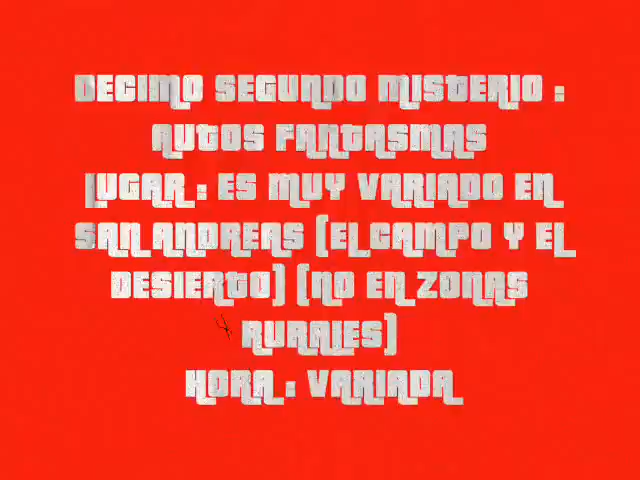 DECIMO SEGUNDO MISTERIO :
AUTOS FANTASMAS
LUGAR : ES MUY VARIADO EN
SAN ANDREAS (EL CAMPO Y EL
DESIERTO) (NO EN ZONAS
RURALES)
HORA : VARIADA